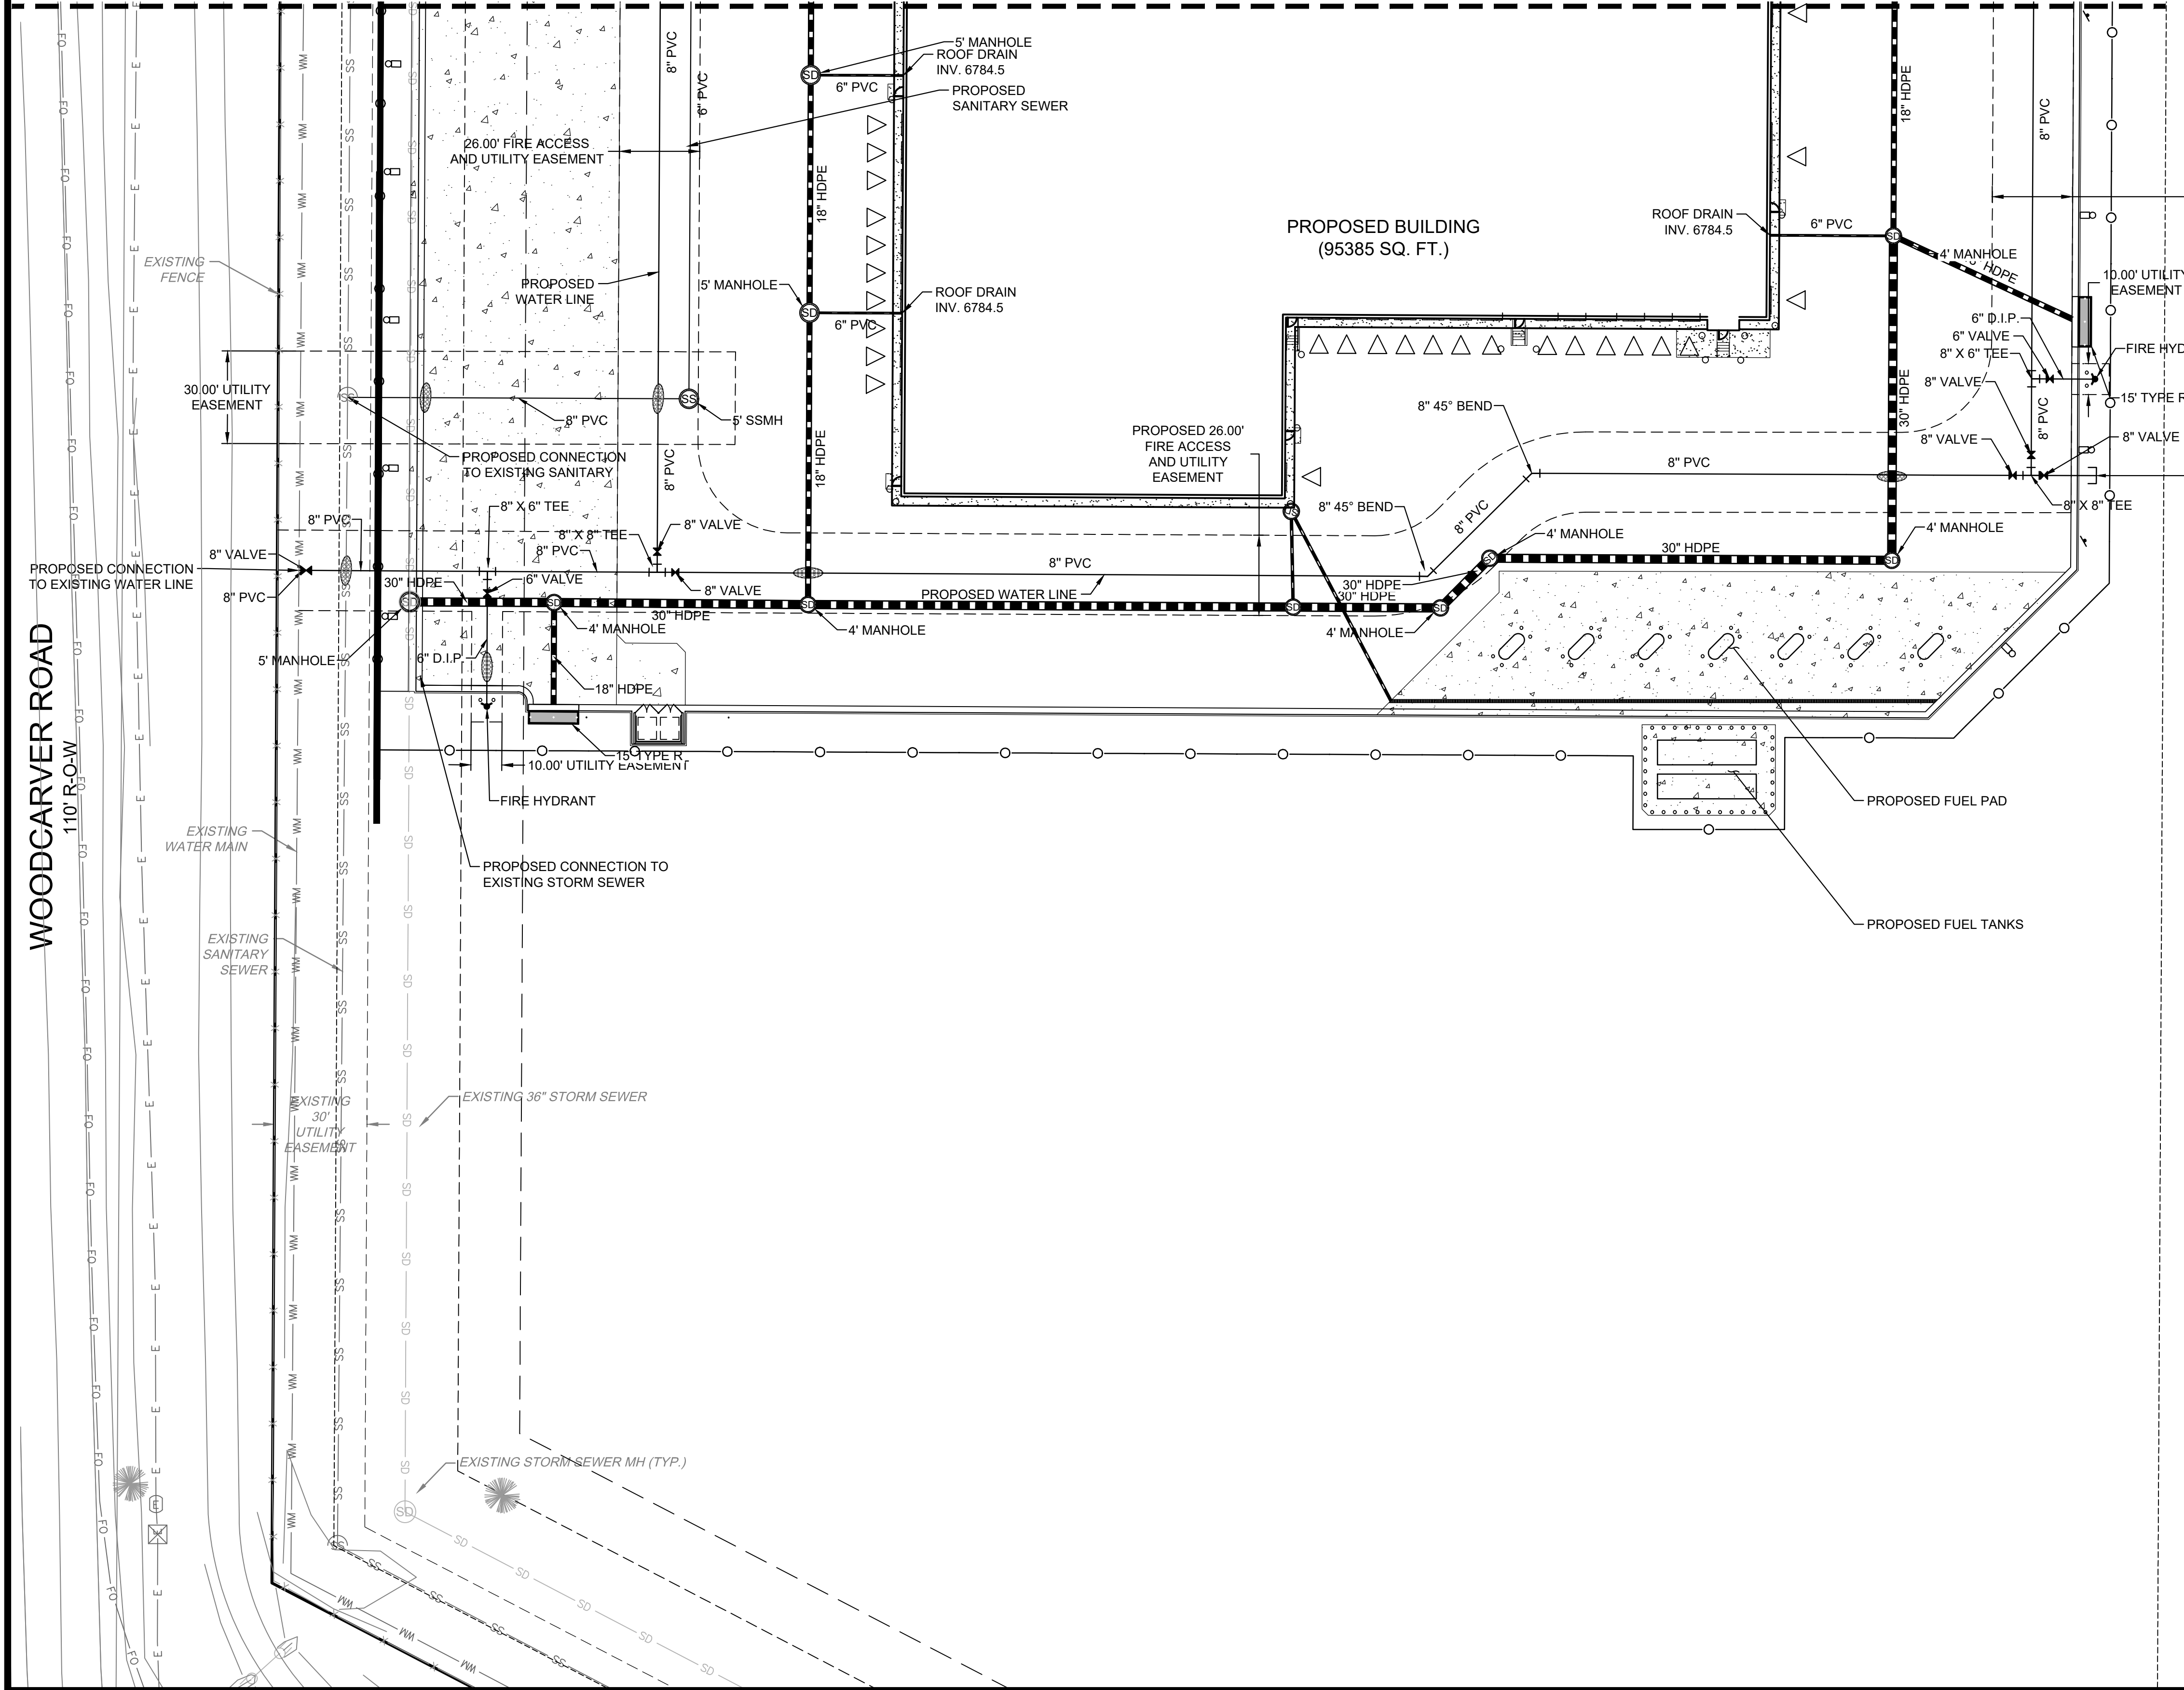 5' MANHOLE
ROOF DRAIN
INV. 6784.5
6" PVC
8" PVC
6" PVC
PROPOSED
SANITARY SEWER
18" HDPE
8" PVC
26.00' FIRE ACCESS
AND UTILITY EASEMENT
18" HDPE
PROPOSED BUILDING
(95385 SQ. FT.)
ROOF DRAIN
INV. 6784.5
6" PVC
4' MANHOLE
HDPE
10.00' UTILITY
EASEMENT
EXISTING
FENCE
PROPOSED
WATER LINE
5' MANHOLE
ROOF DRAIN
INV. 6784.5
6" PVC
6" D.I.P.
6" VALVE
8" X 6" TEE
FIRE HYD
8" VALVE
15' TYPE R
30.00' UTILITY
EASEMENT
8" PVC
5' SSMH
30" HDPE
8" PVC
8" VALVE
8" VALVE
8" 45° BEND
PROPOSED 26.00'
FIRE ACCESS
AND UTILITY
EASEMENT
18" HDPE
8" PVC
PROPOSED CONNECTION
TO EXISTING SANITARY
8" PVC
8" X 8" TEE
8" PVC
8" X 6" TEE
8" VALVE
8" X 8" TEE
8" PVC
8" 45° BEND
8" PVC
4' MANHOLE
4' MANHOLE
30" HDPE
8" VALVE
PROPOSED CONNECTION
TO EXISTING WATER LINE
8" PVC
8" PVC
30" HDPE
6" VALVE
8" VALVE
PROPOSED WATER LINE
30" HDPE
30" HDPE
30" HDPE
4' MANHOLE
4' MANHOLE
4' MANHOLE
5' MANHOLE
6" D.I.P.
18" HDPE
15' TYPE R
10.00' UTILITY EASEMENT
FIRE HYDRANT
PROPOSED FUEL PAD
WOODCARVER ROAD
110' R-O-W
EXISTING
WATER MAIN
PROPOSED CONNECTION TO
EXISTING STORM SEWER
PROPOSED FUEL TANKS
EXISTING
SANITARY
SEWER
EXISTING
30'
UTILITY
EASEMENT
EXISTING 36" STORM SEWER
EXISTING STORM SEWER MH (TYP.)
SD
SS
WM
FO
E